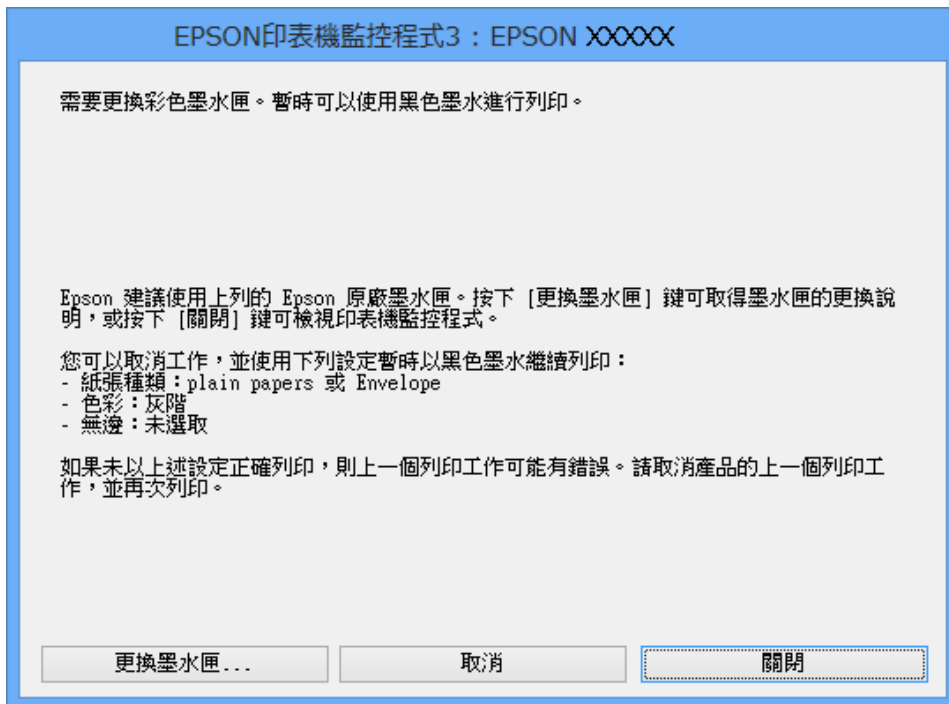 EPSON印表機監控程式3 : EPSON XXXXX
需要更換彩色墨水匣。暫時可以使用黑色墨水進行列印。
Epson 建議使用上列的 Epson 原廠墨水匣。按下 [更換墨水匣] 鍵可取得墨水匣的更換說
明，或按下 [關閉] 鍵可檢視印表機監控程式。
您可以取消工作，並使用下列設定暫時以黑色墨水繼續列印：
- 紙張種類：plain papers 或 Envelope
- 色彩：灰階
- 無邊：未選取
如果未以上述設定正確列印，則上一個列印工作可能有錯誤。請取消產品的上一個列印工
作，並再次列印。
更換墨水匣...
取消
關閉